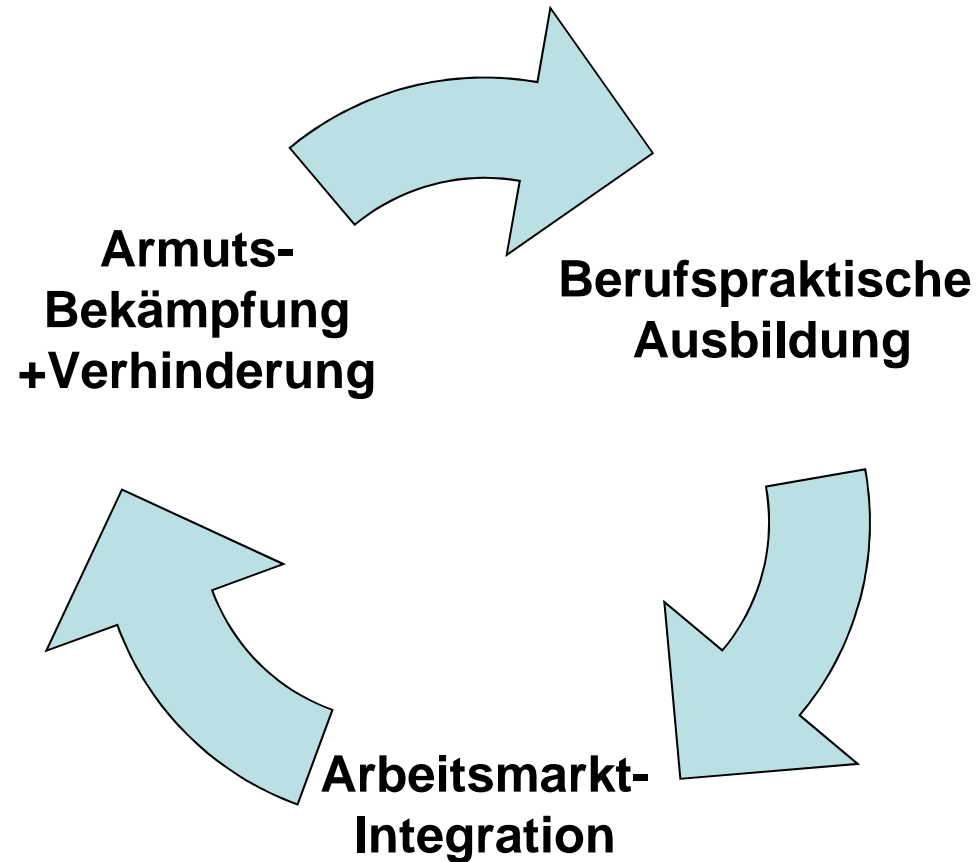 Armuts-
Bekämpfung
+Verhinderung
Berufspraktische
Ausbildung
Arbeitsmarkt-
Integration